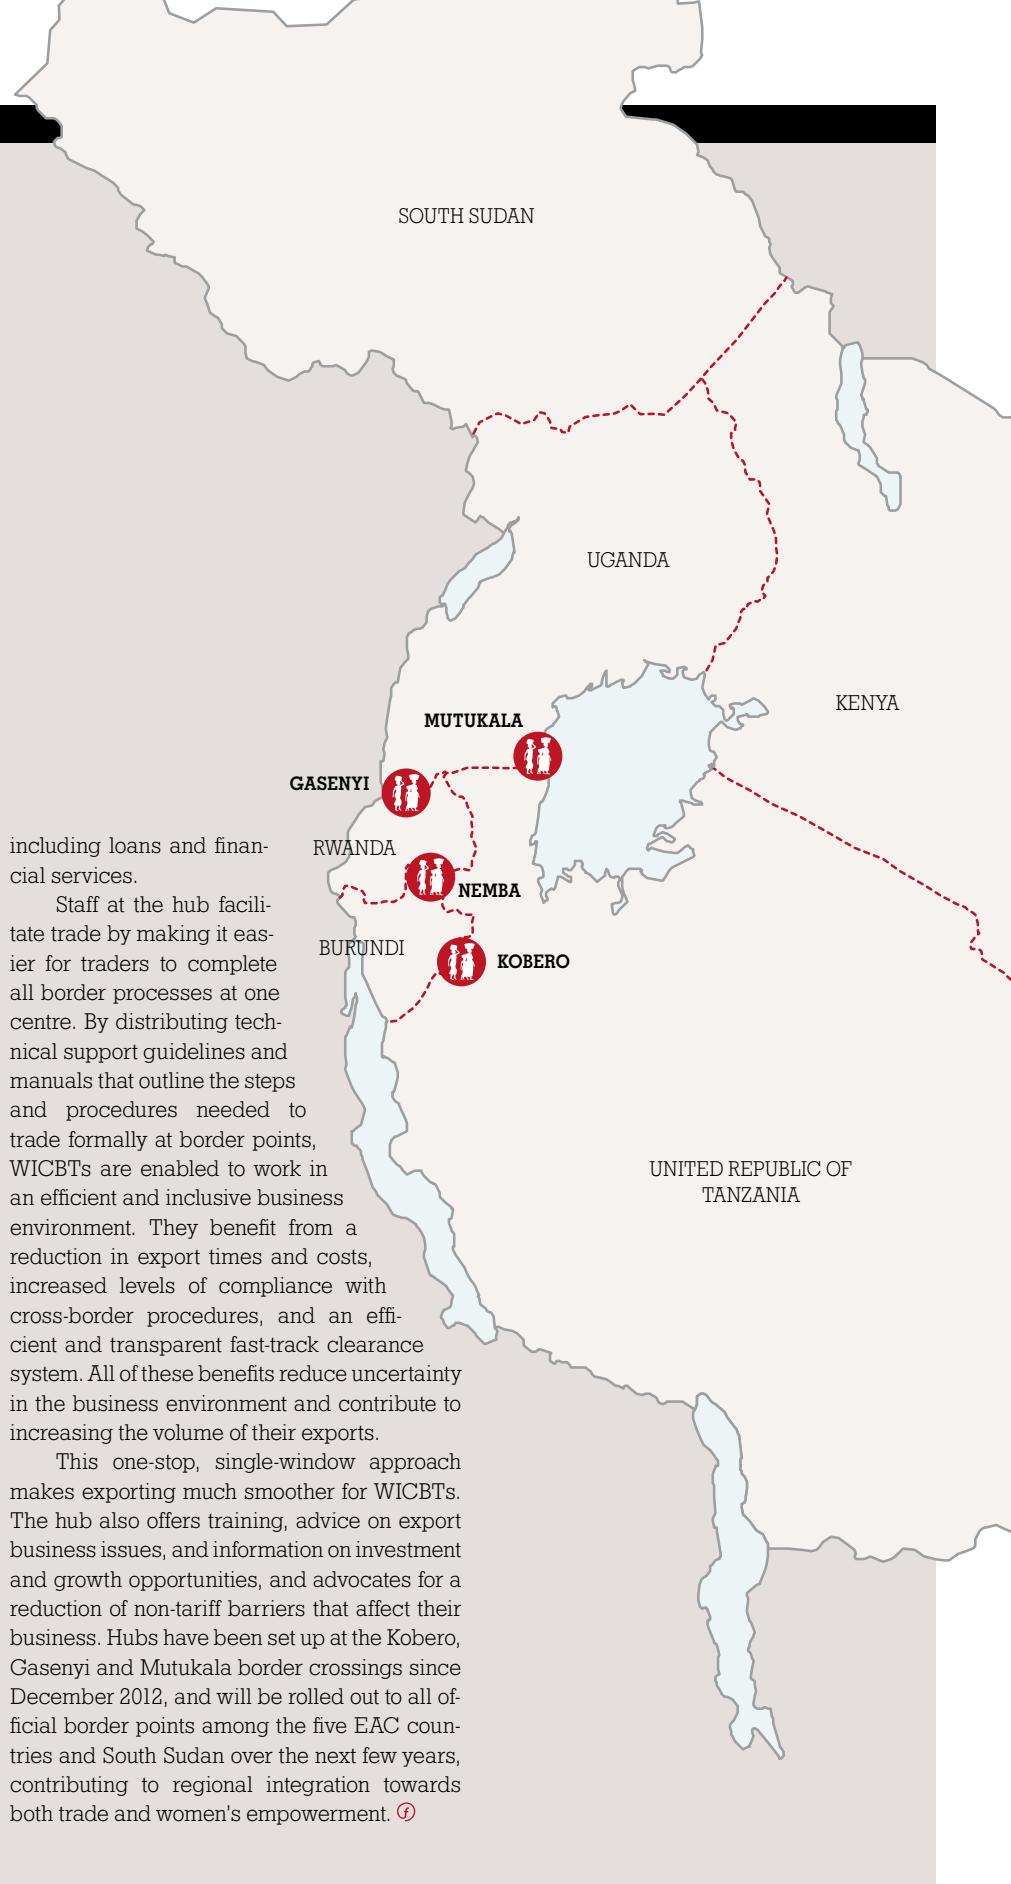 SOUTH SUDAN
UGANDA
KENYA
MUTUKALA
GASENYI
RWANDA
NEMBA
BURUNDI
KOBERO
UNITED REPUBLIC OF
TANZANIA
including loans and finan-
cial services.
Staff at the hub facili-
tate trade by making it eas-
ier for traders to complete
all border processes at one
centre. By distributing tech-
nical support guidelines and
manuals that outline the steps
and procedures needed to
trade formally at border points,
WICBTs are enabled to work in
an efficient and inclusive business
environment. They benefit from a
reduction in export times and costs,
increased levels of compliance with
cross-border procedures, and an effi-
cient and transparent fast-track clearance
system. All of these benefits reduce uncertainty
in the business environment and contribute to
increasing the volume of their exports.
This one-stop, single-window approach
makes exporting much smoother for WICBTs.
The hub also offers training, advice on export
business issues, and information on investment
and growth opportunities, and advocates for a
reduction of non-tariff barriers that affect their
business. Hubs have been set up at the Kobero,
Gasenyi and Mutukala border crossings since
December 2012, and will be rolled out to all of-
ficial border points among the five EAC coun-
tries and South Sudan over the next few years,
contributing to regional integration towards
both trade and women's empowerment. f